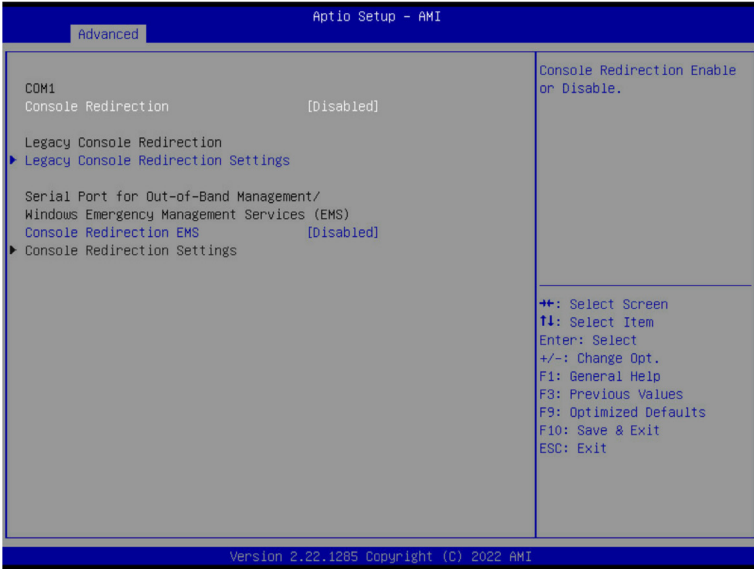 Aptio Setup – AMI
Advanced
COM1
Console Redirection [Disabled]
Legacy Console Redirection
Legacy Console Redirection Settings
Serial Port for Out-of-Band Management/
Windows Emergency Management Services (EMS)
Console Redirection EMS [Disabled]
Console Redirection Settings
Console Redirection Enable
or Disable.
→←: Select Screen
↑↓: Select Item
Enter: Select
+/-: Change Opt.
F1: General Help
F3: Previous Values
F9: Optimized Defaults
F10: Save & Exit
ESC: Exit
Version 2.22.1285 Copyright (C) 2022 AMI